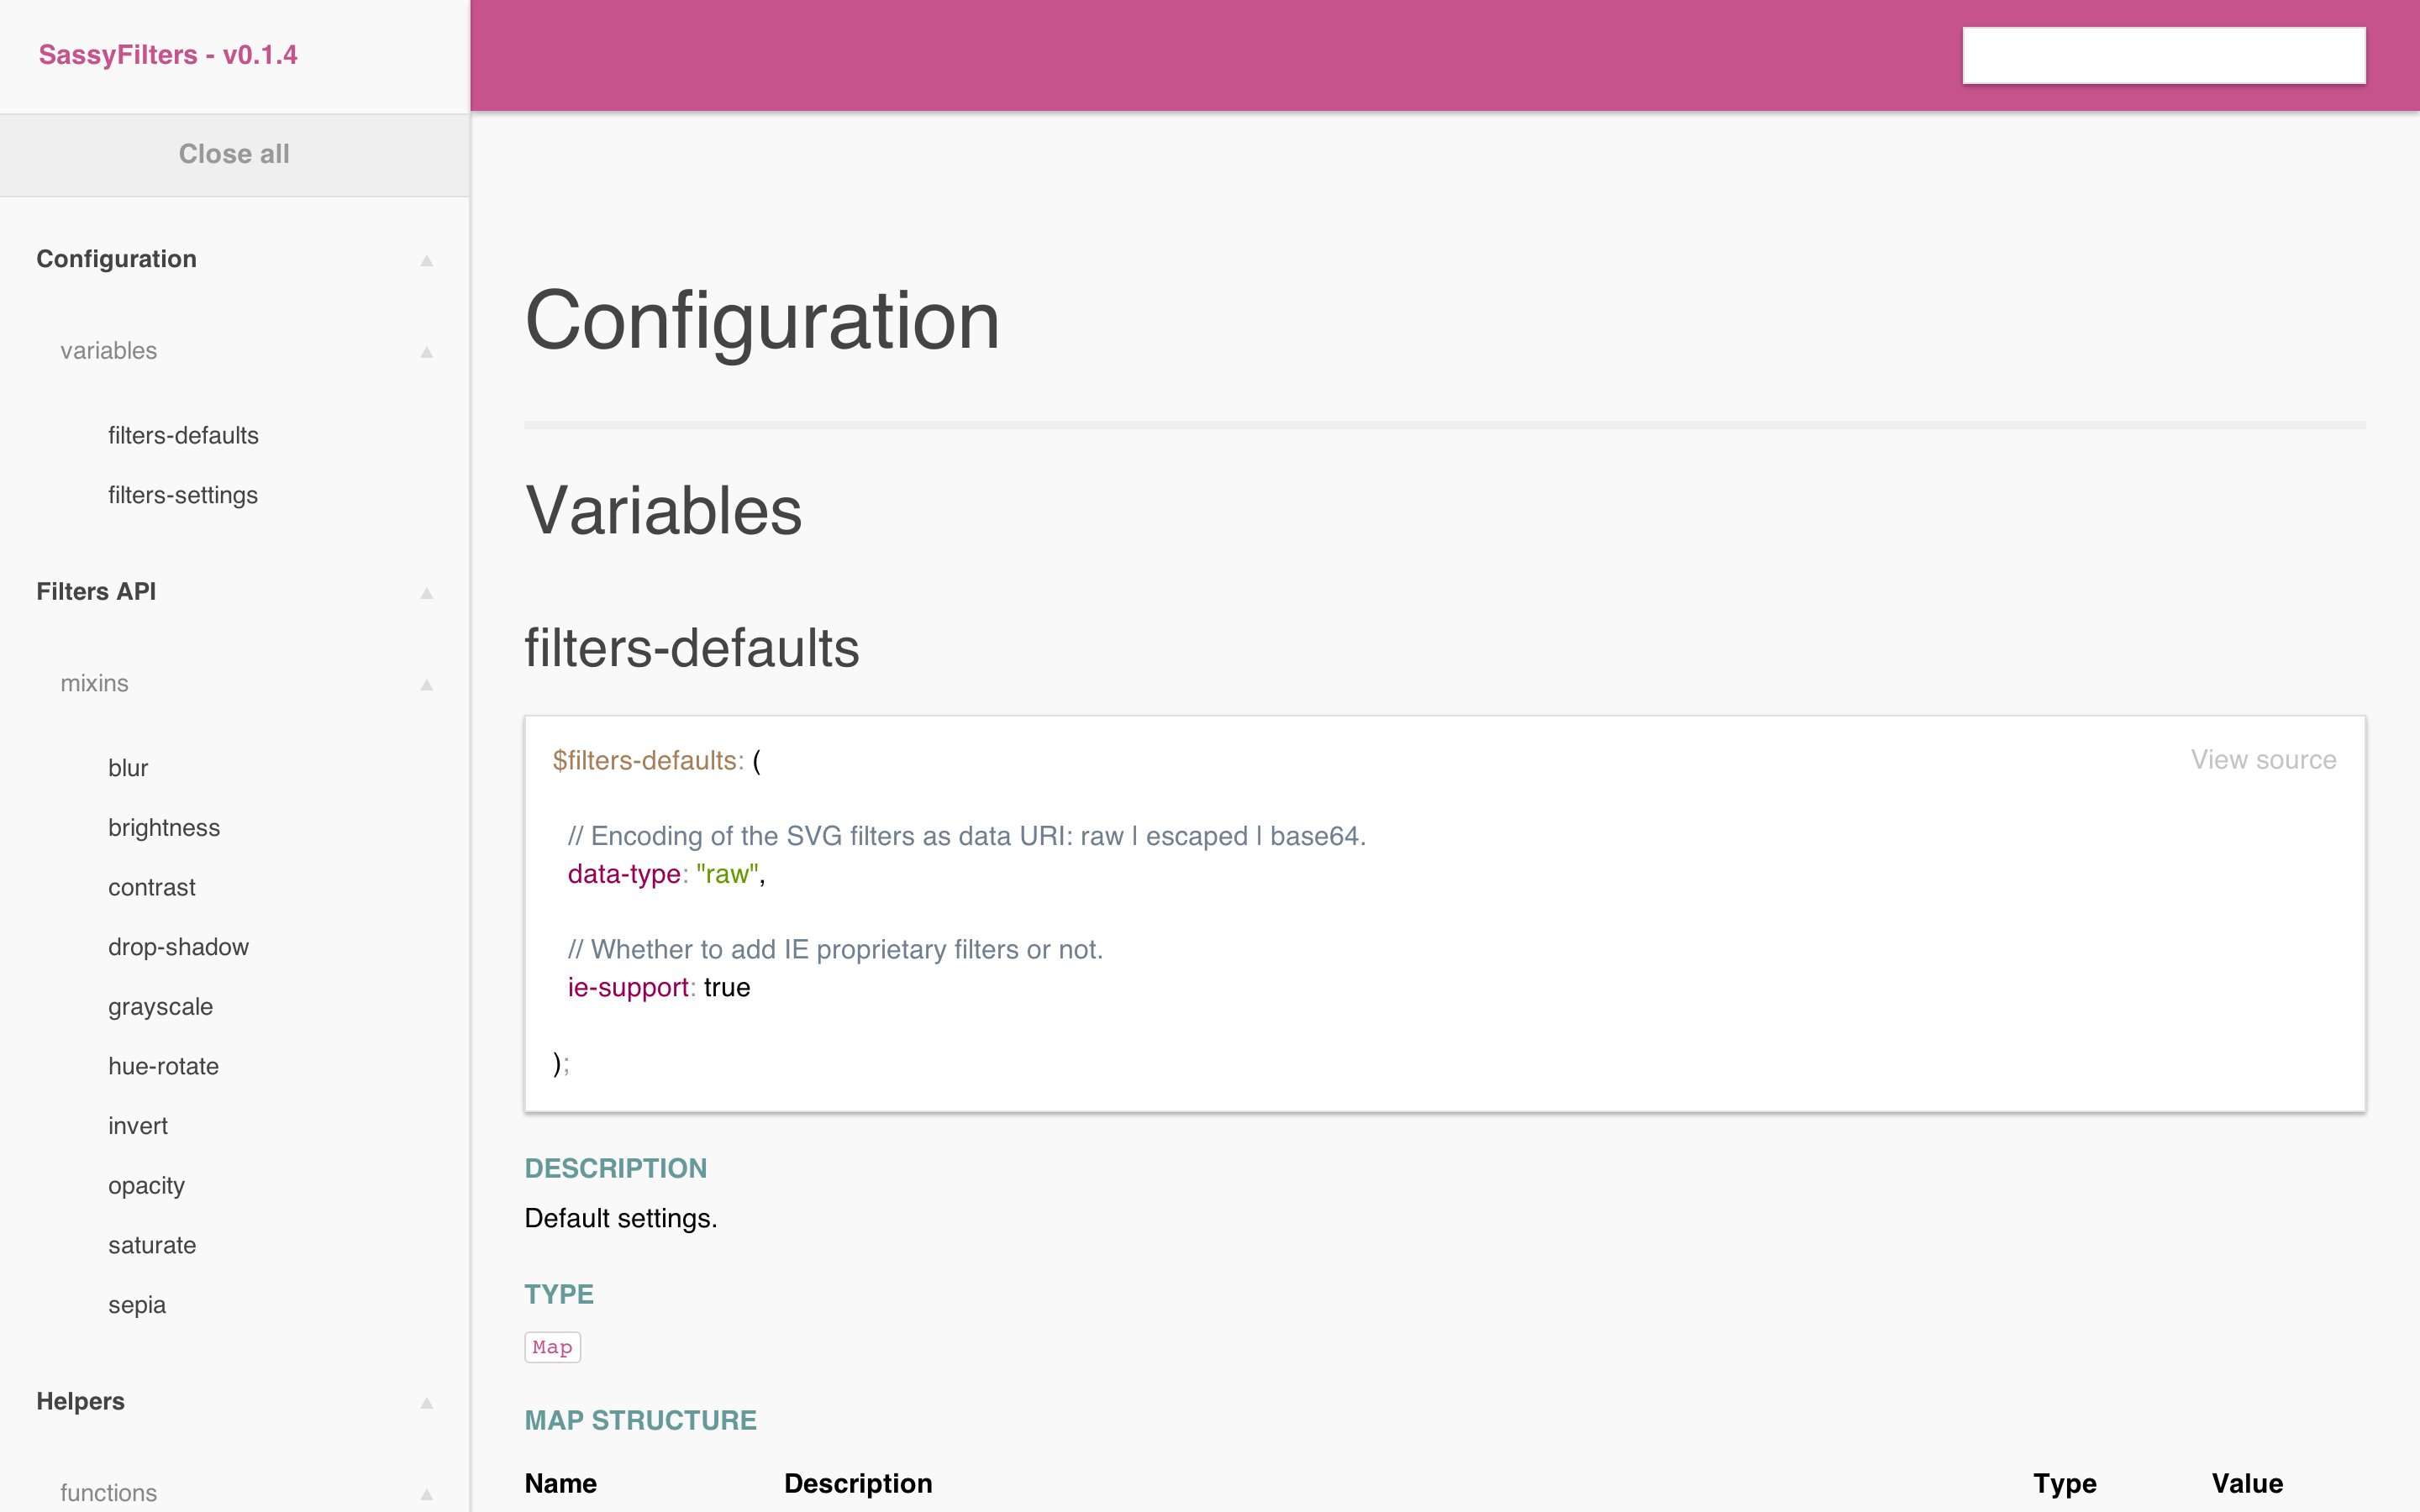 SassyFilters - v0.1.4
Close all
Configuration
variables
filters-defaults
filters-settings
Filters API
mixins
blur
brightness
contrast
drop-shadow
grayscale
hue-rotate
invert
opacity
saturate
sepia
Helpers
functions
Configuration
Variables
filters-defaults
View source
$filters-defaults: (
// Encoding of the SVG filters as data URI: raw | escaped | base64.
data-type: "raw",
// Whether to add IE proprietary filters or not.
ie-support: true
);
DESCRIPTION
Default settings.
TYPE
Map
MAP STRUCTURE
Name Description Type Value